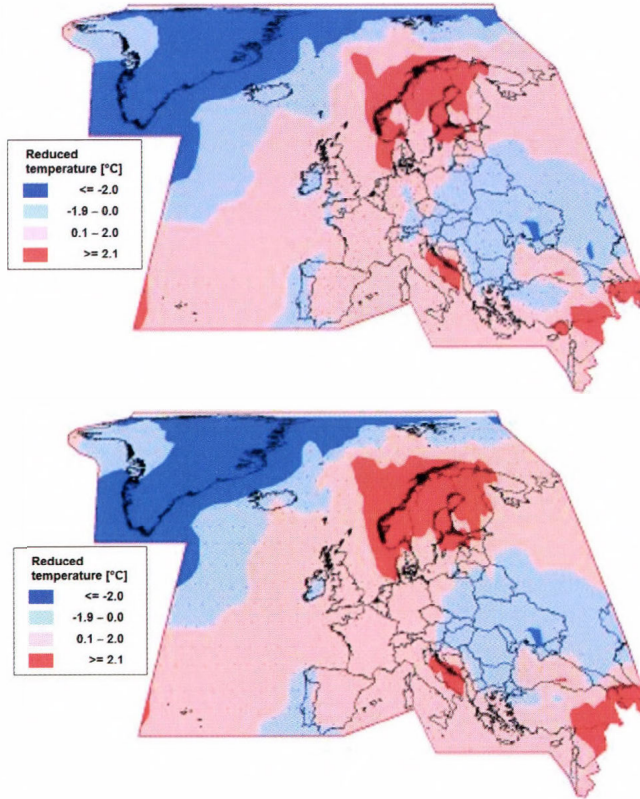 Reduced
temperature [°C]
<= -2.0
-1.9 – 0.0
0.1 – 2.0
>= 2.1
Reduced
temperature [°C]
<= -2.0
-1.9 – 0.0
0.1 – 2.0
>= 2.1